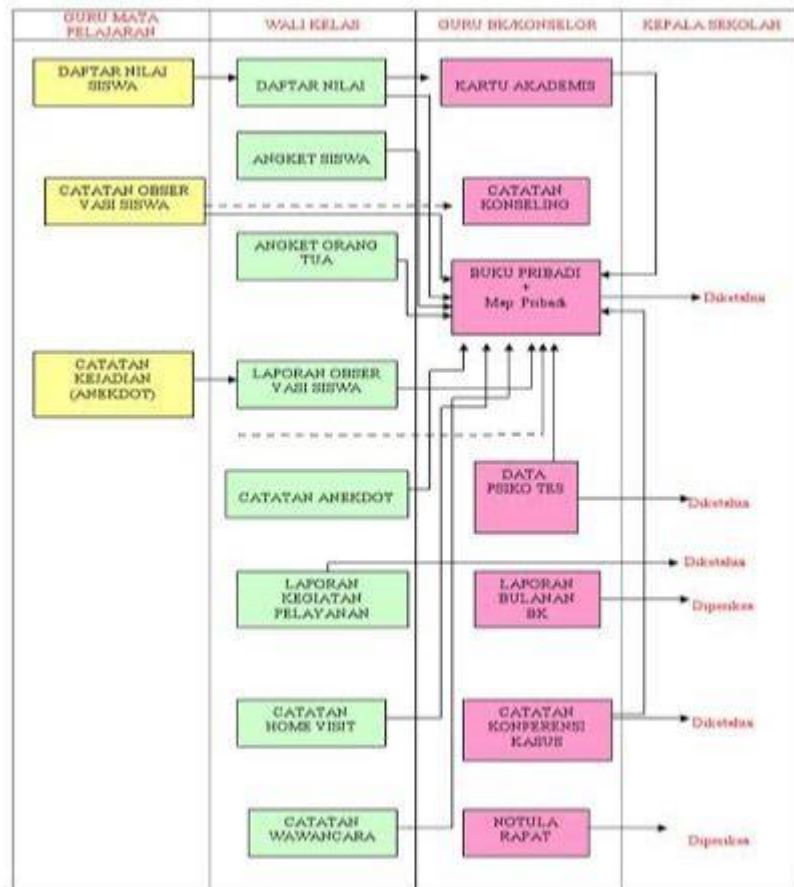 GURU MATA
PELAJARAN
WALI KELAS
GURU BK/KONSELOR
KEPALA SEKOLAH
DAFTAR NILAI
SISWA
DAFTAR NILAI
KARTU AKADEMIS
ANGKET SISWA
CATATAN OBSER
VASI SISWA
CATATAN
KONSELING
ANGKET ORANG
TUA
BUKU PRIBADI
+
Map Pribadi
Diketahui
CATATAN
KEJADIAN
(ANEKDOT)
LAPORAN OBSER
VASI SISWA
CATATAN ANEKDOT
DATA
PSIKO TES
Diketahui
Diketahui
LAPORAN
KEGIATAN
PELAYANAN
LAPORAN
BULANAN
BK
Diperiksa
CATATAN
HOME VISIT
CATATAN
KONFERENSI
KASUS
Diketahui
CATATAN
WAWANCARA
NOTULA
RAPAT
Diperiksa